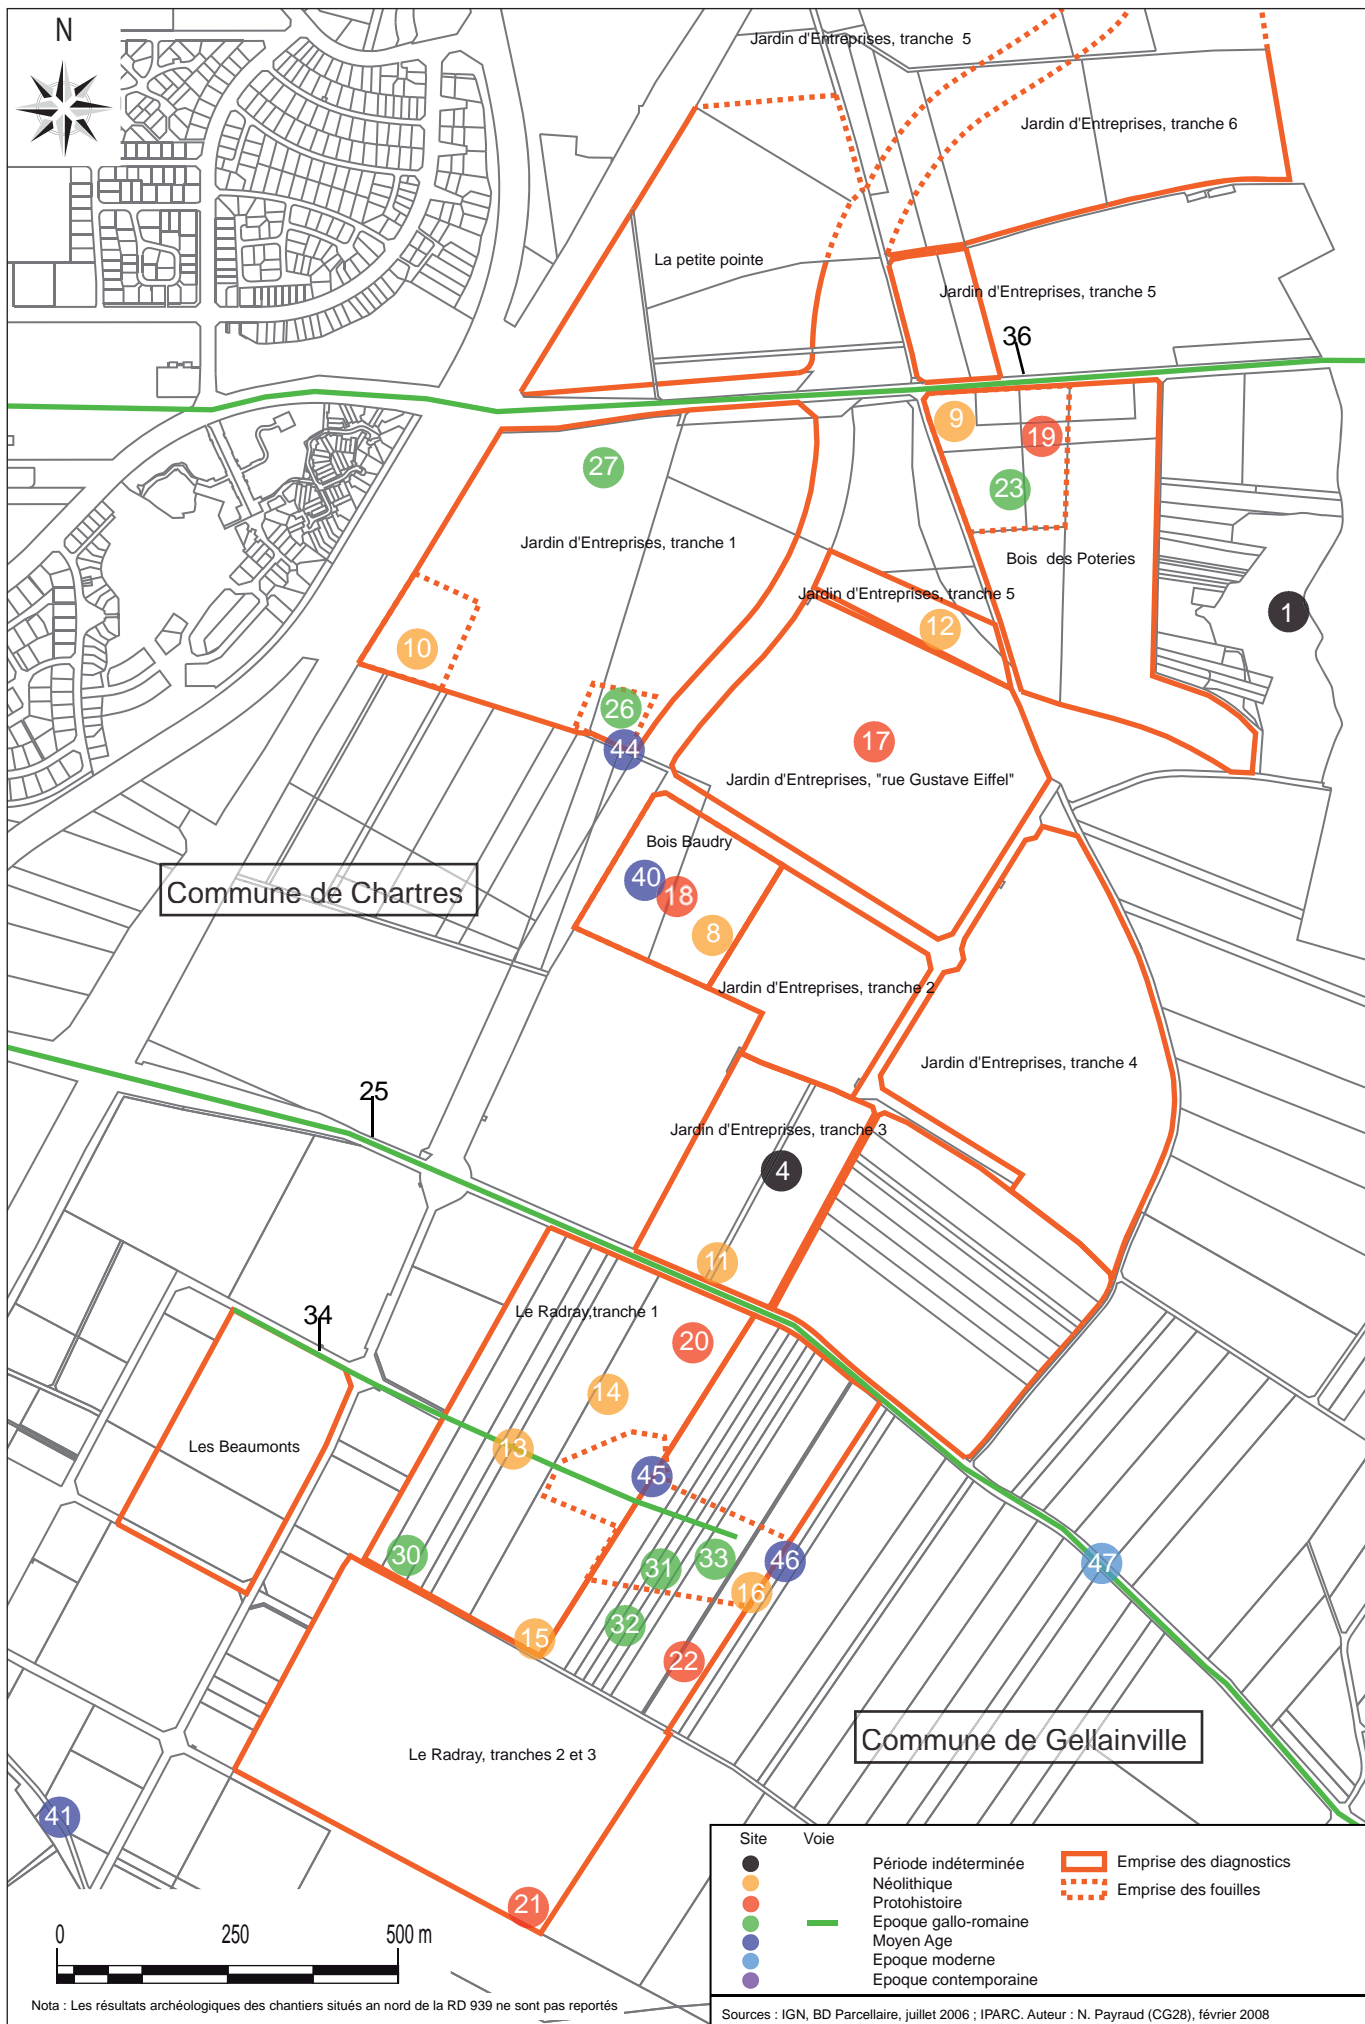 N
Jardin d'Entreprises, tranche 5
Jardin d'Entreprises, tranche 6
La petite pointe
Jardin d'Entreprises, tranche 5
36
9
19
27
23
Jardin d'Entreprises, tranche 1
Bois des Poteries
Jardin d'Entreprises, tranche 5
1
12
10
26
44
17
Jardin d'Entreprises, "rue Gustave Eiffel"
Bois Baudry
40
18
Commune de Chartres
8
Jardin d'Entreprises, tranche 2
Jardin d'Entreprises, tranche 4
25
Jardin d'Entreprises, tranche 3
4
11
Le Radray,tranche 1
34
20
14
Les Beaumonts
13
45
30
31
33
46
47
16
32
15
22
Commune de Gellainville
Le Radray, tranches 2 et 3
41
21
Site Voie
Période indéterminée
Néolithique
Protohistoire
Epoque gallo-romaine
Moyen Age
Epoque moderne
Epoque contemporaine
Emprise des diagnostics
Emprise des fouilles
0 250 500 m
Nota : Les résultats archéologiques des chantiers situés an nord de la RD 939 ne sont pas reportés
Sources : IGN, BD Parcellaire, juillet 2006 ; IPARC. Auteur : N. Payraud (CG28), février 2008